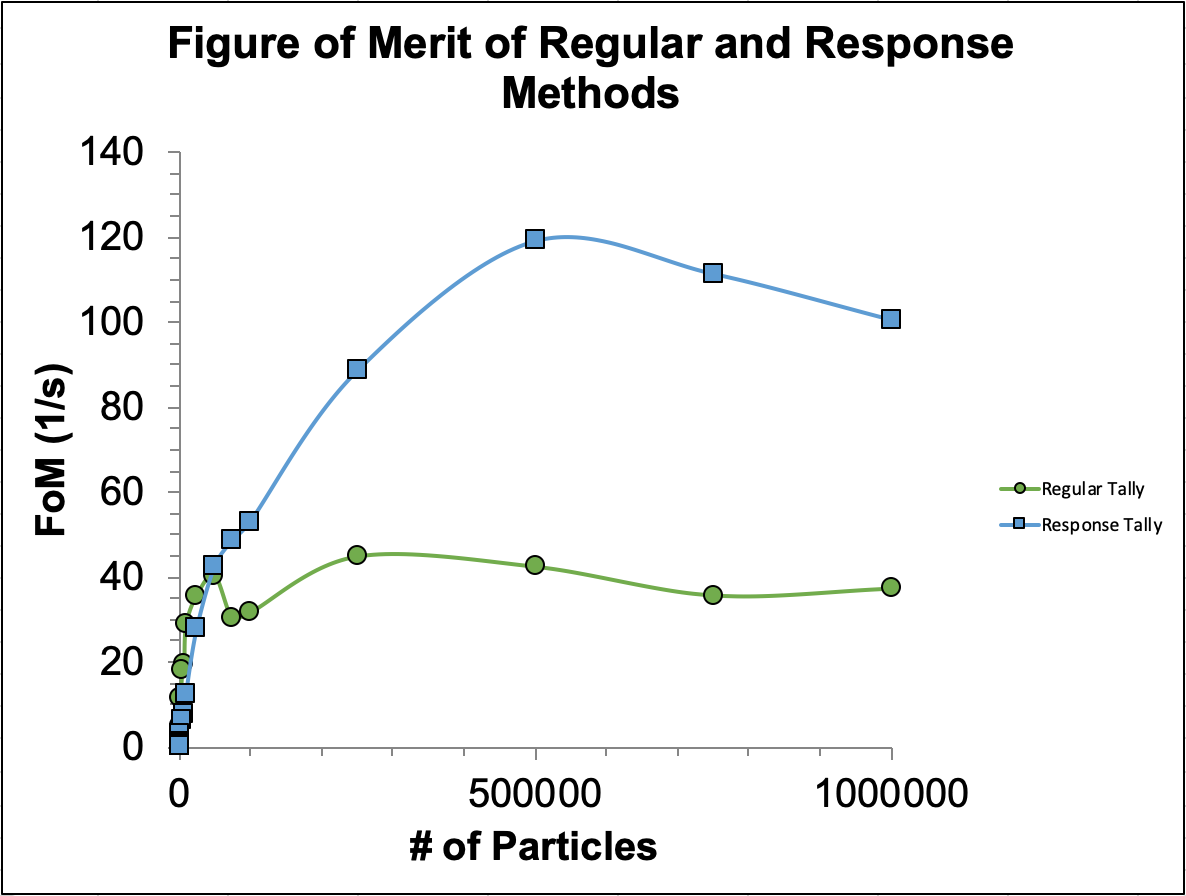 Figure of Merit of Regular and Response
Methods
140
120
100
80
60
40
20
0
FoM (1/s)
0 500000 1000000
# of Particles
Regular Tally
Response Tally